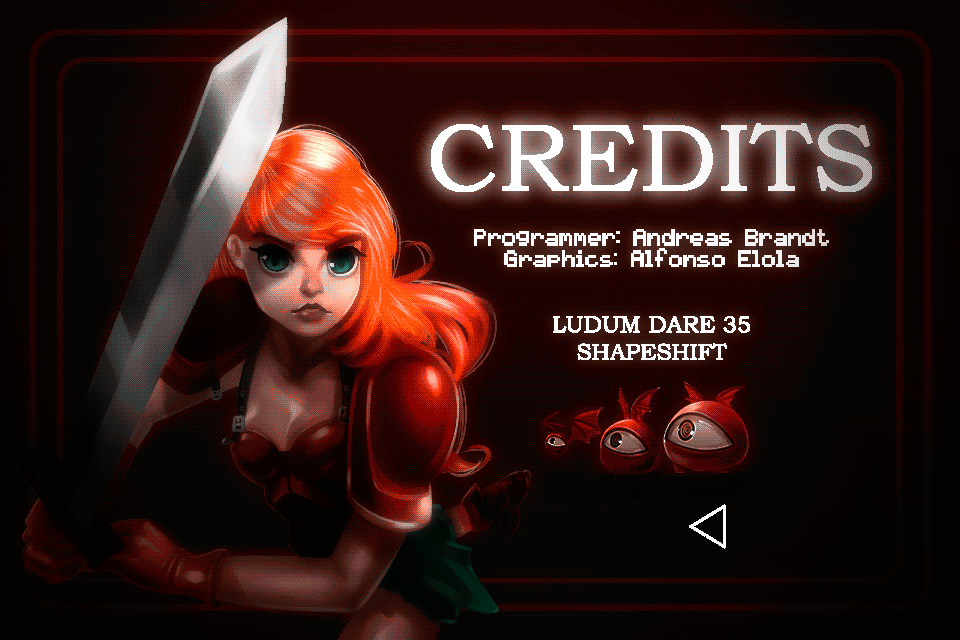 CREDITS
Programmer: Andreas Brandt
Graphics: Alfonso Elola
LUDUM DARE 35
SHAPESHIFT